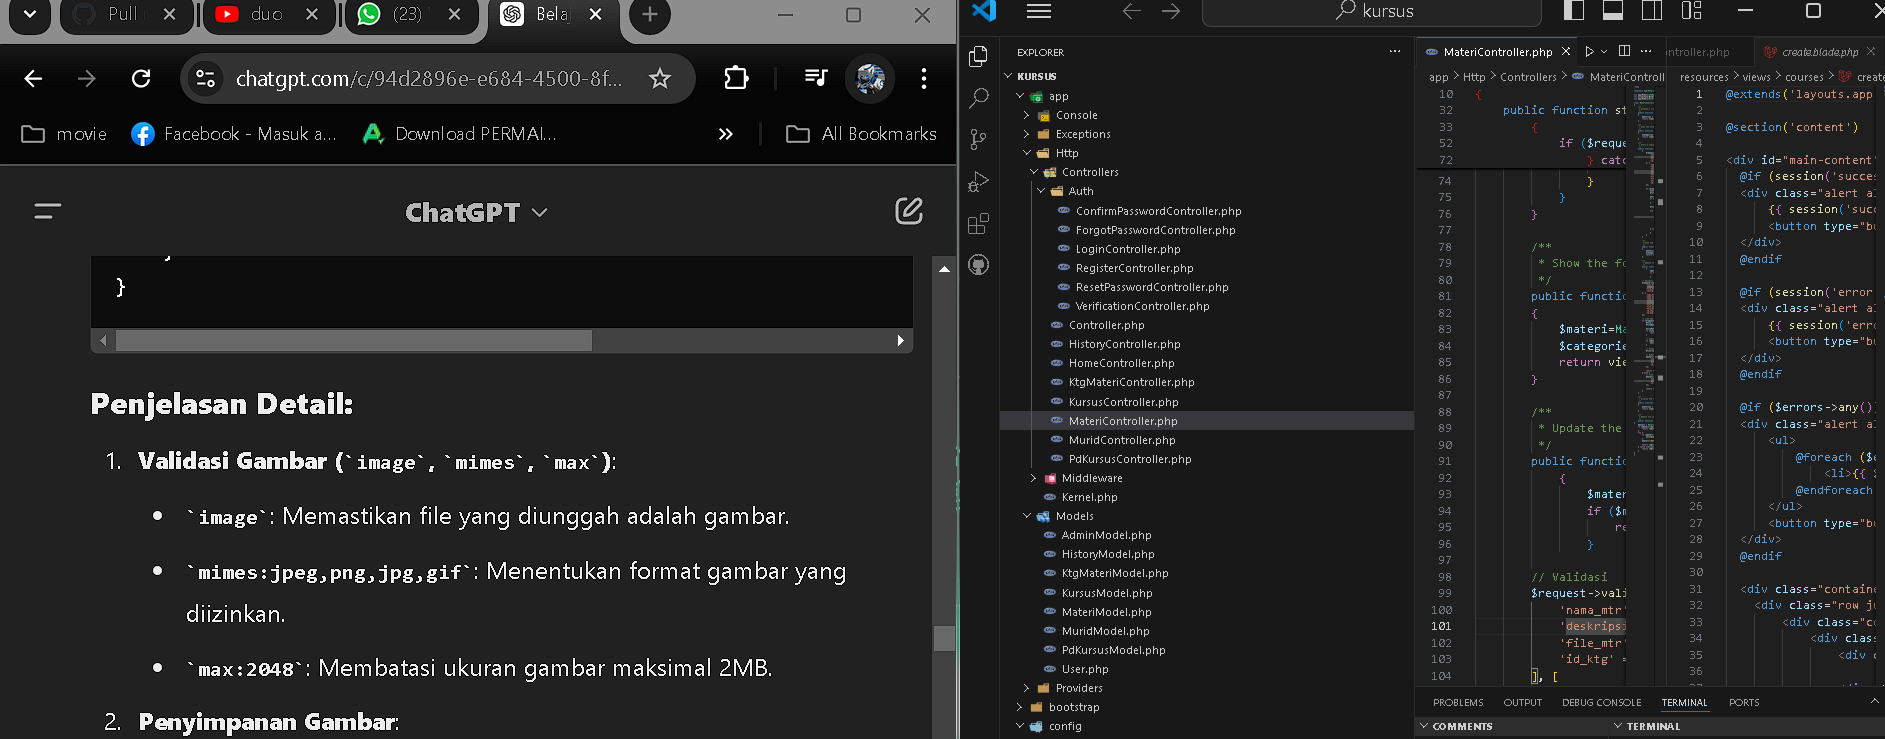 Pull
duo
(23)
Bela
chatgpt.com/c/94d2896e-e684-4500-8f...
movie
Facebook - Masuk a...
Download PERMAI...
All Bookmarks
ChatGPT
}
Penjelasan Detail:
1. Validasi Gambar (`image`, `mimes`, `max`):
• `image`: Memastikan file yang diunggah adalah gambar.
• `mimes:jpeg,png,jpg,gif`: Menentukan format gambar yang
diizinkan.
• `max:2048`: Membatasi ukuran gambar maksimal 2MB.
2. Penyimpanan Gambar:
kursus
EXPLORER
KURSUS
app
Console
Exceptions
Http
Controllers
Auth
ConfirmPasswordController.php
ForgotPasswordController.php
LoginController.php
RegisterController.php
ResetPasswordController.php
VerificationController.php
Controller.php
HistoryController.php
HomeController.php
KtgMateriController.php
KursusController.php
MateriController.php
MuridController.php
PdKursusController.php
Middleware
Kernel.php
Models
AdminModel.php
HistoryModel.php
KtgMateriModel.php
KursusModel.php
MateriModel.php
MuridModel.php
PdKursusModel.php
User.php
Providers
bootstrap
config
MateriController.php
app > Http > Controllers > MateriControll
10 {
32 public function st
33 {
52 if ($reque
72 } catc
74 }
75 }
76 }
77
78 /**
79 * Show the fo
80 */
81 public functio
82 {
83 $materi=Ma
84 $categorie
85 return vie
86 }
87
88 /**
89 * Update the
90 */
91 public functio
92 {
93 $mater
94 if ($m
95 re
96 }
98 // Validasi
99 $request->vali
100 'nama_mtr'
101 'deskripsi
102 'file_mtr'
103 'id_ktg' =
104 ], [
ntroller.php
create.blade.php
resources > views > courses > create
1 @extends('layouts.app
2
3 @section('content')
4
5 <div id="main-content"
6 @if (session('succes
7 <div class="alert al
8 {{ session('succ
9 <button type="bu
10 </div>
11 @endif
12
13 @if (session('error
14 <div class="alert al
15 {{ session('erro
16 <button type="bu
17 </div>
18 @endif
19
20 @if ($errors->any()
21 <div class="alert al
22 <ul>
23 @foreach ($e
24 <li>{{ $
25 @endforeach
26 </ul>
27 <button type="bu
28 </div>
29 @endif
30
31 <div class="containe
32 <div class="row ju
33 <div class="co
34 <div clas
35 <div c
36
PROBLEMS OUTPUT DEBUG CONSOLE TERMINAL PORTS
COMMENTS
TERMINAL